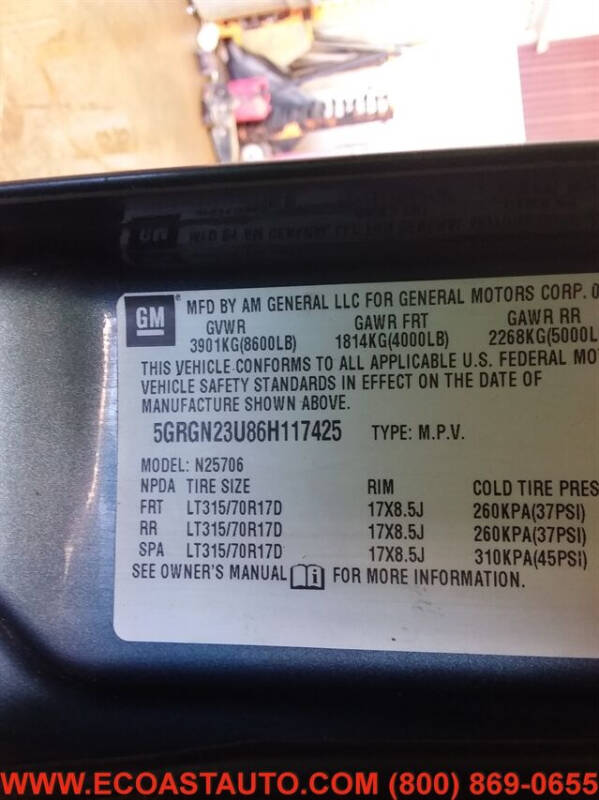 GM
MFD BY AM GENERAL LLC FOR GENERAL MOTORS CORP.
GVWR GAWR FRT GAWR RR
3901KG(8600LB) 1814KG(4000LB) 2268KG(5000L
THIS VEHICLE CONFORMS TO ALL APPLICABLE U.S. FEDERAL MO
VEHICLE SAFETY STANDARDS IN EFFECT ON THE DATE OF
MANUFACTURE SHOWN ABOVE.
5GRGN23U86H117425 TYPE: M.P.V.
MODEL: N25706
NPDA TIRE SIZE RIM COLD TIRE PRES
FRT LT315/70R17D 17X8.5J 260KPA(37PSI)
RR LT315/70R17D 17X8.5J 260KPA(37PSI)
SPA LT315/70R17D 17X8.5J 310KPA(45PSI)
SEE OWNER'S MANUAL i FOR MORE INFORMATION.
WWW.ECOASTAUTO.COM (800) 869-0655